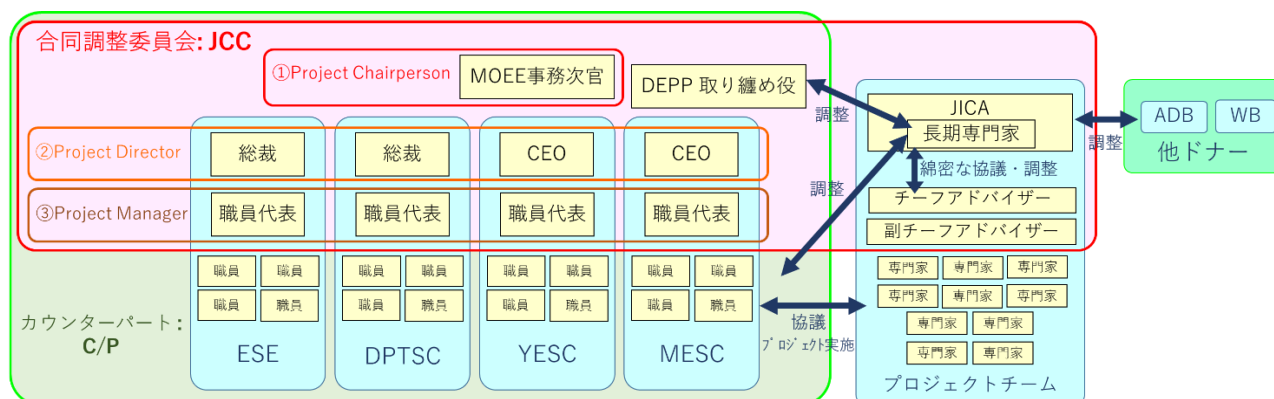 合同調整委員会: JCC
①Project Chairperson
MOEE事務次官
DEPP 取り纏め役
調整
JICA
長期専門家
調整
ADB
WB
他ドナー
②Project Director
総裁
総裁
CEO
CEO
綿密な協議・調整
調整
③Project Manager
職員代表
職員代表
職員代表
職員代表
チーフアドバイザー
副チーフアドバイザー
職員
職員
職員
職員
職員
職員
職員
職員
専門家
専門家
専門家
職員
職員
職員
職員
職員
職員
職員
職員
専門家
専門家
専門家
カウンターパート:
C/P
協議
プロジェクト実施
専門家
専門家
専門家
専門家
ESE
DPTSC
YESC
MESC
プロジェクトチーム